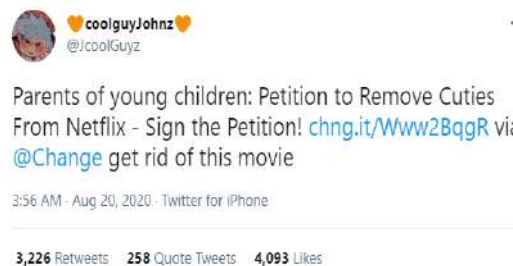 🧡coolguyJohnz🧡
@JcoolGuyz
Parents of young children: Petition to Remove Cuties
From Netflix - Sign the Petition! chng.it/Www2BqgR via
@Change get rid of this movie
3:56 AM · Aug 20, 2020 · Twitter for iPhone
3,226 Retweets 258 Quote Tweets 4,093 Likes